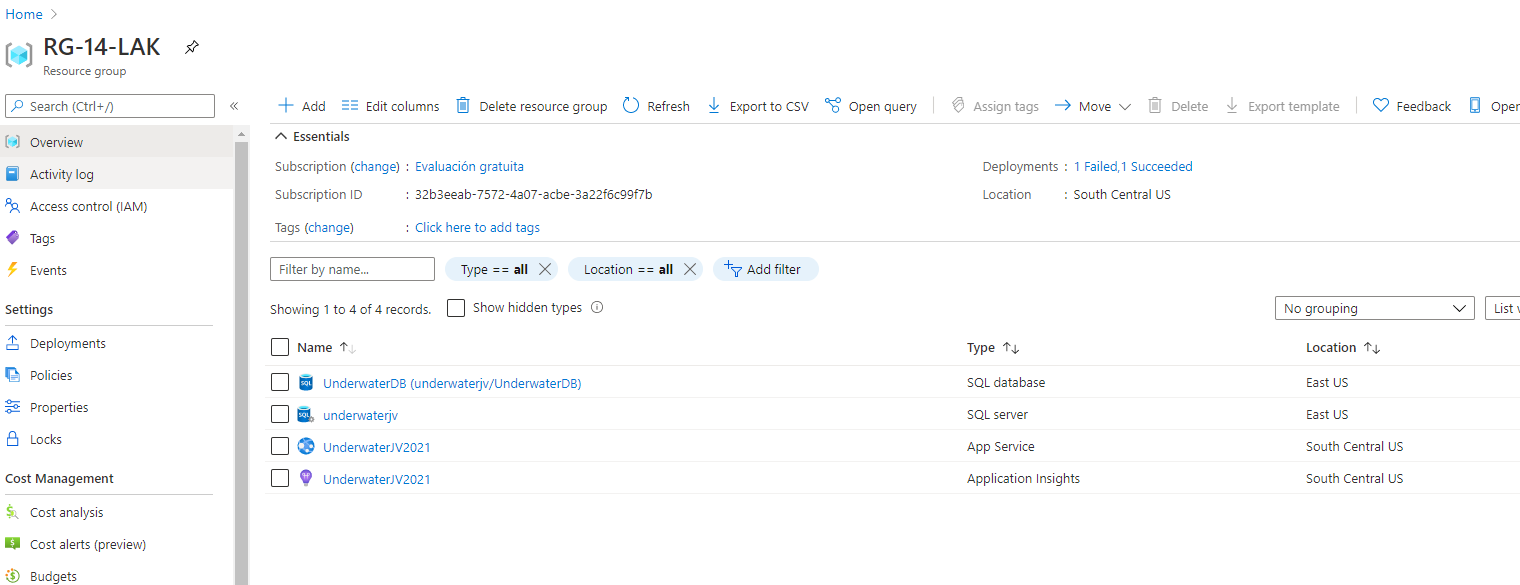 Home >
RG-14-LAK
Resource group
Search (Ctrl+/)
«
Overview
Activity log
Access control (IAM)
Tags
Events
Settings
Deployments
Policies
Properties
Locks
Cost Management
Cost analysis
Cost alerts (preview)
Budgets
Add Edit columns Delete resource group Refresh Export to CSV Open query Assign tags Move Delete Export template Feedback Open
Essentials
Subscription (change) : Evaluación gratuita
Subscription ID : 32b3eeab-7572-4a07-acbe-3a22f6c99f7b
Tags (change) : Click here to add tags
Deployments : 1 Failed,1 Succeeded
Location : South Central US
Filter by name... Type == all Location == all Add filter
Showing 1 to 4 of 4 records. Show hidden types No grouping List v
Name Type Location
UnderwaterDB (underwaterjv/UnderwaterDB) SQL database East US
underwaterjv SQL server East US
UnderwaterJV2021 App Service South Central US
UnderwaterJV2021 Application Insights South Central US